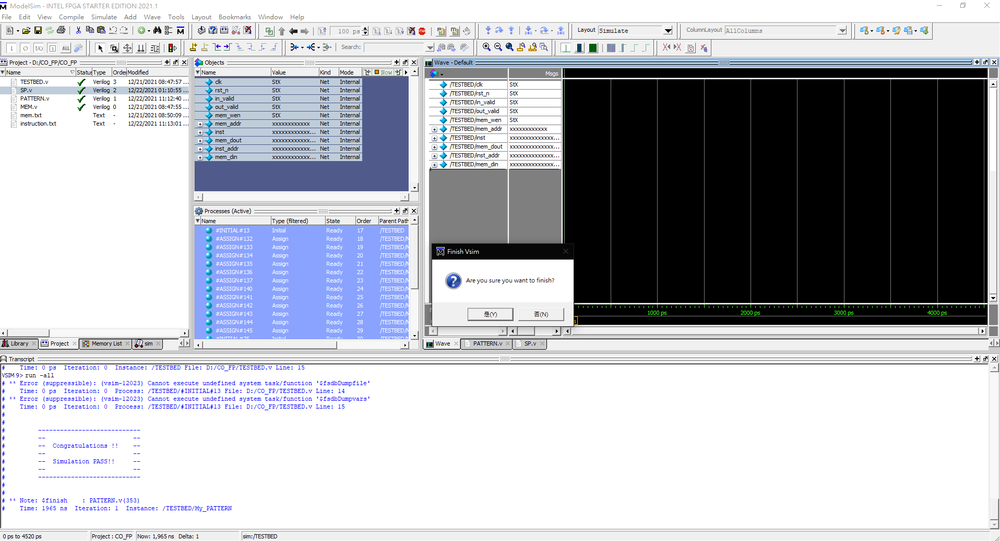 ModelSim - INTEL FPGA STARTER EDITION 2021.1
File Edit View Compile Simulate Add Wave Tools Layout Bookmarks Window Help
100 ps
Layout Simulate
ColumnLayout AllColumns
Search:
Project - D:/CO_FP/CO_FP
Name Status Type Order Modified
TESTBED.v Verilog 3 12/21/2021 08:47:57 ...
SP.v Verilog 2 12/22/2021 01:10:55 ...
PATTERN.v Verilog 1 12/21/2021 11:12:40 ...
MEM.v Verilog 0 12/21/2021 08:47:55 ...
mem.txt Text - 12/21/2021 08:50:09 ...
instruction.txt Text - 12/22/2021 11:13:01 ...
Library Project Memory List sim
Objects
Name Value Kind Mode Now
clk StX Net Internal
rst_n StX Net Internal
in_valid StX Net Internal
out_valid StX Net Internal
mem_wen StX Net Internal
mem_addr xxxxxxxxxxxx Net Internal
inst xxxxxxxxxxxx... Net Internal
mem_dout xxxxxxxxxxxx... Net Internal
inst_addr xxxxxxxxxxxx... Net Internal
mem_din xxxxxxxxxxxx... Net Internal
Processes (Active)
Name Type (filtered) State Order Parent Path
#INITIAL#13 Initial Ready 17 /TESTBED
#ASSIGN#132 Assign Ready 18 /TESTBED/M
#ASSIGN#133 Assign Ready 19 /TESTBED/M
#ASSIGN#134 Assign Ready 20 /TESTBED/M
#ASSIGN#135 Assign Ready 21 /TESTBED/M
#ASSIGN#136 Assign Ready 22 /TESTBED/M
#ASSIGN#137 Assign Ready 23 /TESTBED/M
#ASSIGN#140 Assign Ready 24 /TESTBED/M
#ASSIGN#141 Assign Ready 25 /TESTBED/M
#ASSIGN#142 Assign Ready 26 /TESTBED/M
#ASSIGN#143 Assign Ready 27 /TESTBED/M
#ASSIGN#144 Assign Ready 28 /TESTBED/M
#ASSIGN#145 Assign Ready 29 /TESTBED/M
#INITIAL#75 Initial Ready 30
Wave - Default
Msgs
/TESTBED/clk StX
/TESTBED/rst_n StX
/TESTBED/in_valid StX
/TESTBED/out_valid StX
/TESTBED/mem_wen StX
/TESTBED/mem_addr xxxxxxxxxxxx
/TESTBED/inst xxxxxxxxxxxxxx...
/TESTBED/mem_dout xxxxxxxxxxxxxx...
/TESTBED/inst_addr xxxxxxxxxxxxxx...
/TESTBED/mem_din xxxxxxxxxxxxxx...
Finish Vsim
Are you sure you want to finish?
是(Y) 否(N)
1000 ps 2000 ps 3000 ps 4000 ps
Wave PATTERN.v SP.v
Transcript
# Time: 0 ps Iteration: 0 Instance: /TESTBED File: D:/CO_FP/TESTBED.v Line: 15
VSIM 9> run -all
# ** Error (suppressible): (vsim-12023) Cannot execute undefined system task/function '$fsdbDumpfile'
# Time: 0 ps Iteration: 0 Process: /TESTBED/#INITIAL#13 File: D:/CO_FP/TESTBED.v Line: 14
# ** Error (suppressible): (vsim-12023) Cannot execute undefined system task/function '$fsdbDumpvars'
# Time: 0 ps Iteration: 0 Process: /TESTBED/#INITIAL#13 File: D:/CO_FP/TESTBED.v Line: 15
#
#
# ----------------------------
# -- --
# -- Congratulations !! --
# -- --
# -- Simulation PASS!! --
# -- --
# ----------------------------
#
#
# ** Note: $finish : PATTERN.v(353)
# Time: 1965 ns Iteration: 1 Instance: /TESTBED/My_PATTERN
0 ps to 4520 ps Project : CO_FP Now: 1,965 ns Delta: 1 sim:/TESTBED